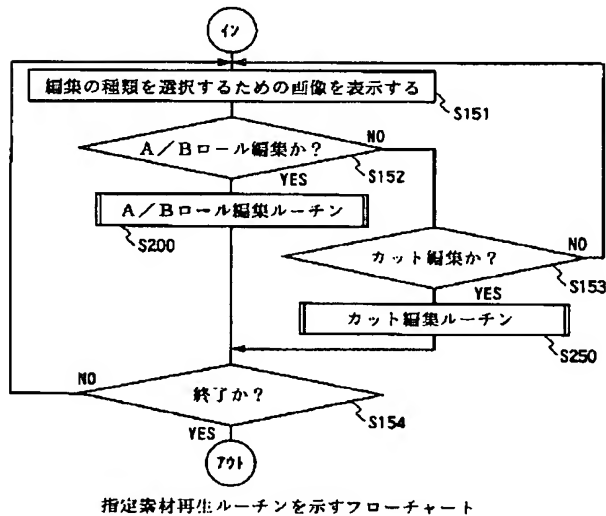 イン
編集の種類を選択するための画像を表示する
S151
A/Bロール編集か?
NO
S152
YES
A/Bロール編集ルーチン
S200
カット編集か?
NO
S153
YES
カット編集ルーチン
S250
NO
終了か?
S154
YES
アウト
指定素材再生ルーチンを示すフローチャート